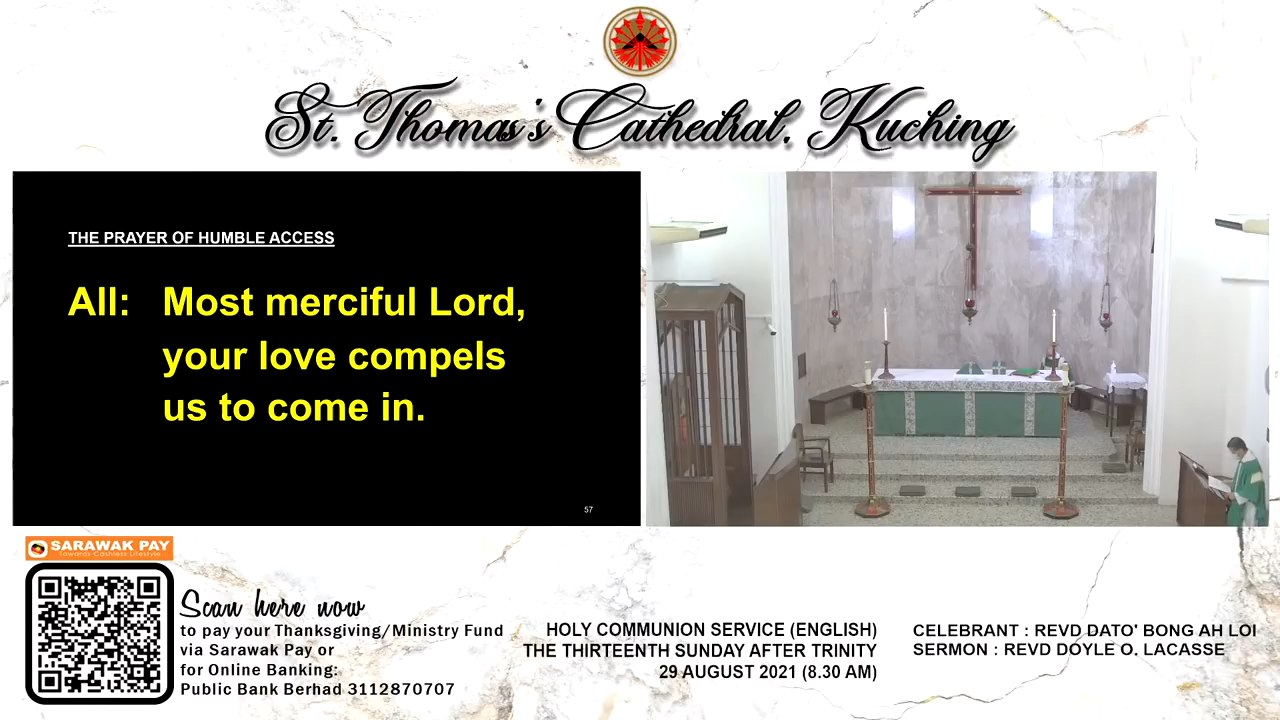 St. Thomas's Cathedral, Kuching
THE PRAYER OF HUMBLE ACCESS
All: Most merciful Lord,
your love compels
us to come in.
57
SARAWAK PAY
Towards Cashless Lifestyle
Scan here now
to pay your Thanksgiving/Ministry Fund
via Sarawak Pay or
for Online Banking:
Public Bank Berhad 3112870707
HOLY COMMUNION SERVICE (ENGLISH)
THE THIRTEENTH SUNDAY AFTER TRINITY
29 AUGUST 2021 (8.30 AM)
CELEBRANT : REVD DATO' BONG AH LOI
SERMON : REVD DOYLE O. LACASSE